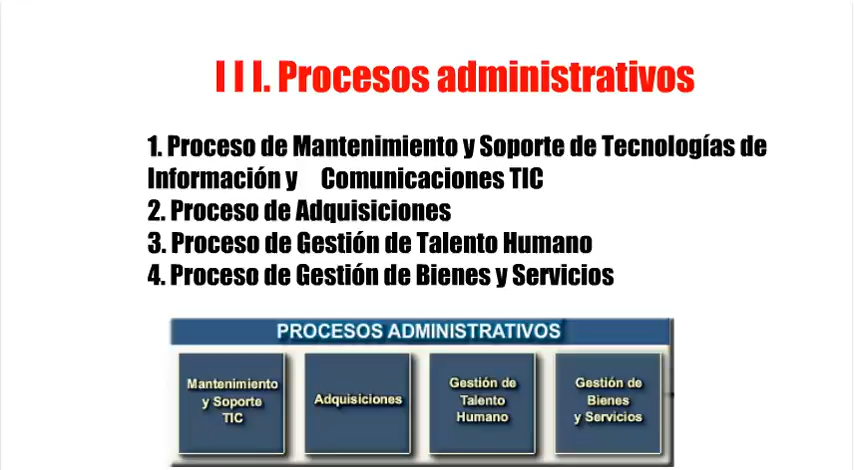 I I I. Procesos administrativos
1. Proceso de Mantenimiento y Soporte de Tecnologías de
Información y Comunicaciones TIC
2. Proceso de Adquisiciones
3. Proceso de Gestión de Talento Humano
4. Proceso de Gestión de Bienes y Servicios
PROCESOS ADMINISTRATIVOS
Mantenimiento
y Soporte
TIC
Adquisiciones
Gestión de
Talento
Humano
Gestión de
Bienes
y Servicios